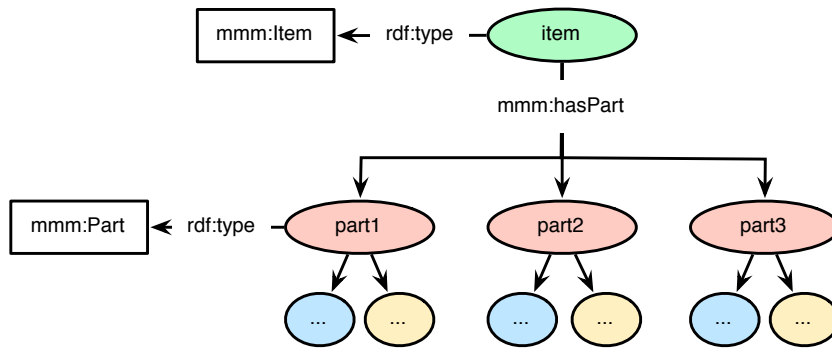 mmm:Item
rdf:type
item
mmm:hasPart
mmm:Part
rdf:type
part1
part2
part3
...
...
...
...
...
...